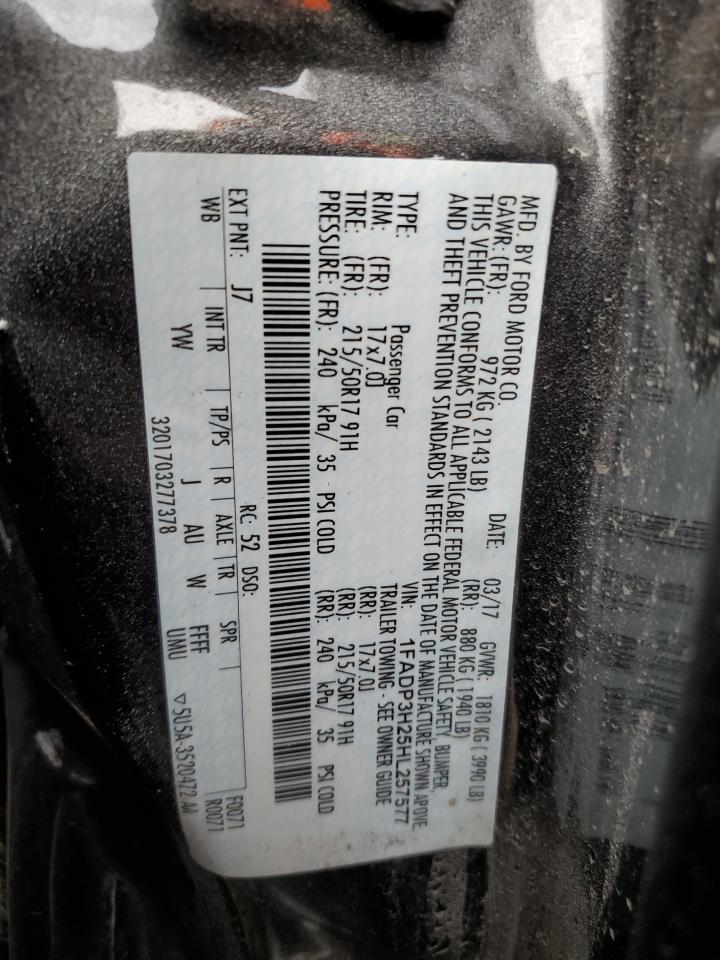 MFD. BY FORD MOTOR CO. DATE: 03/17 GVWR: 1810 KG ( 3990 LB)
GAWR: (FR): 972 KG ( 2143 LB) (RR): 880 KG ( 1940 LB)
THIS VEHICLE CONFORMS TO ALL APPLICABLE FEDERAL MOTOR VEHICLE SAFETY, BUMPER,
AND THEFT PREVENTION STANDARDS IN EFFECT ON THE DATE OF MANUFACTURE SHOWN ABOVE.
VIN: 1FADP3H25HL257577
TYPE: Passenger Car TRAILER TOWING - SEE OWNER GUIDE
RIM: (FR): 17x7.0J (RR): 17x7.0J
TIRE: (FR): 215/50R17 91H (RR): 215/50R17 91H
PRESSURE: (FR): 240 kPa/ 35 PSI COLD (RR): 240 kPa/ 35 PSI COLD
RC: 52 DSO:
EXT PNT: J7 F0071
WB INT TR TP/PS R AXLE TR SPR R0071
YW J AU W FFFF
UMU
3201703277378 5U5A-3520472-AA